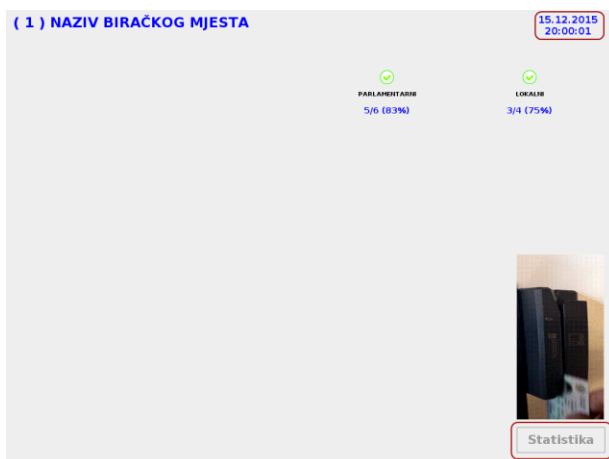 ( 1 ) NAZIV BIRAČKOG MJESTA
15.12.2015
20:00:01
PARLAMENTARNI
LOKALNI
5/6 (83%)
3/4 (75%)
Statistika